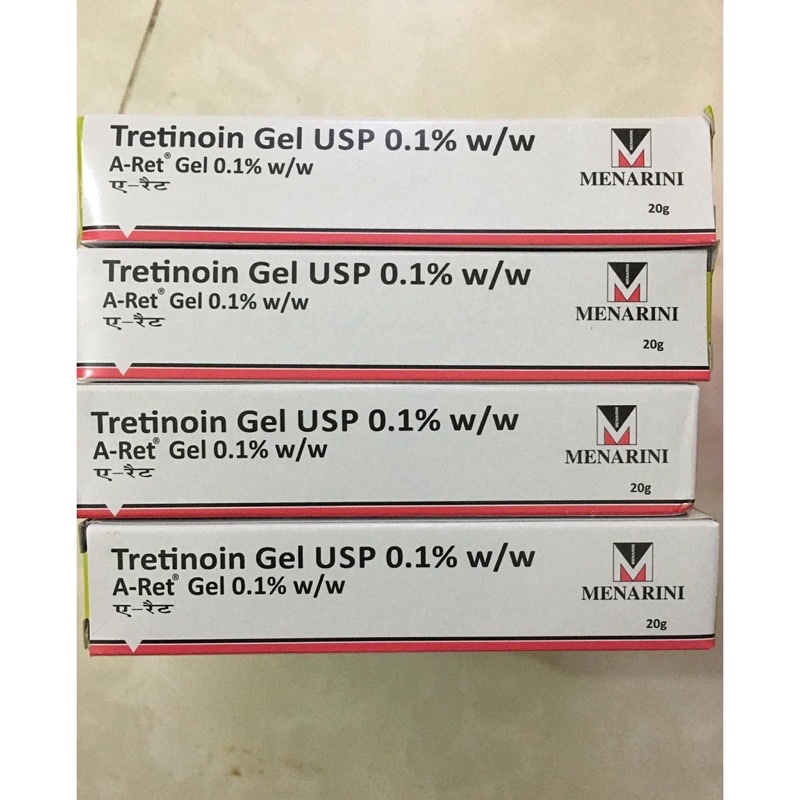 Tretinoin Gel USP 0.1% w/w
A-Ret® Gel 0.1% w/w
ए-रैट
MENARINI
20g
Tretinoin Gel USP 0.1% w/w
A-Ret® Gel 0.1% w/w
ए-रैट
MENARINI
20g
Tretinoin Gel USP 0.1% w/w
A-Ret® Gel 0.1% w/w
ए-रैट
MENARINI
20g
Tretinoin Gel USP 0.1% w/w
A-Ret® Gel 0.1% w/w
ए-रैट
MENARINI
20g